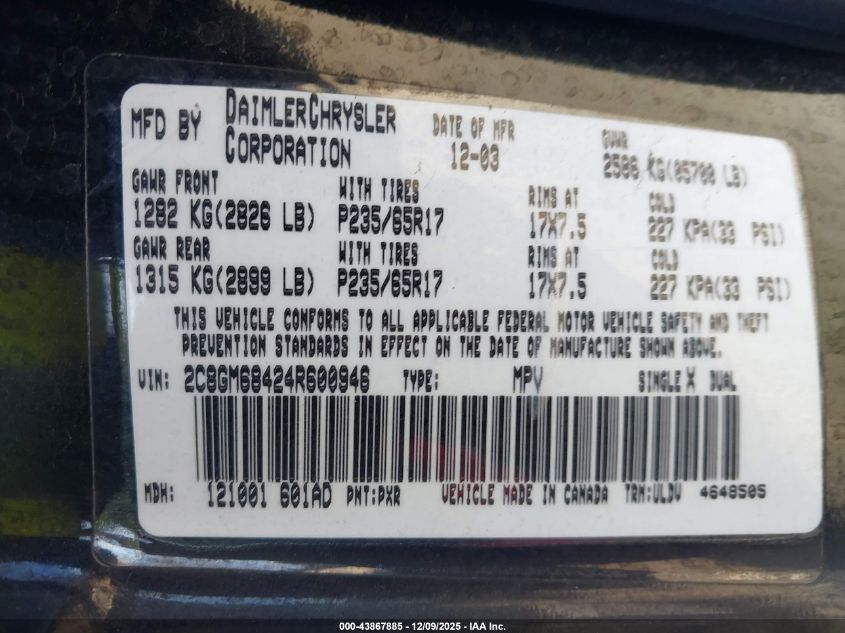 MFD BY DAIMLERCHRYSLER CORPORATION DATE OF MFR 12-03 GVWR 2586 KG(05700 LB)
GAWR FRONT WITH TIRES RIMS AT COLD
1282 KG(2826 LB) P235/65R17 17X7.5 227 KPA(33 PSI)
GAWR REAR WITH TIRES RIMS AT COLD
1315 KG(2899 LB) P235/65R17 17X7.5 227 KPA(33 PSI)
THIS VEHICLE CONFORMS TO ALL APPLICABLE FEDERAL MOTOR VEHICLE SAFETY AND THEFT
PREVENTION STANDARDS IN EFFECT ON THE DATE OF MANUFACTURE SHOWN ABOVE.
VIN: 2C8GM68424R600946 TYPE: MPV SINGLE X DUAL
MDH: 121001 601AD PNT:PXR VEHICLE MADE IN CANADA TRM:ULDV 4648505
000-43867885 - 12/09/2025 - IAA Inc.